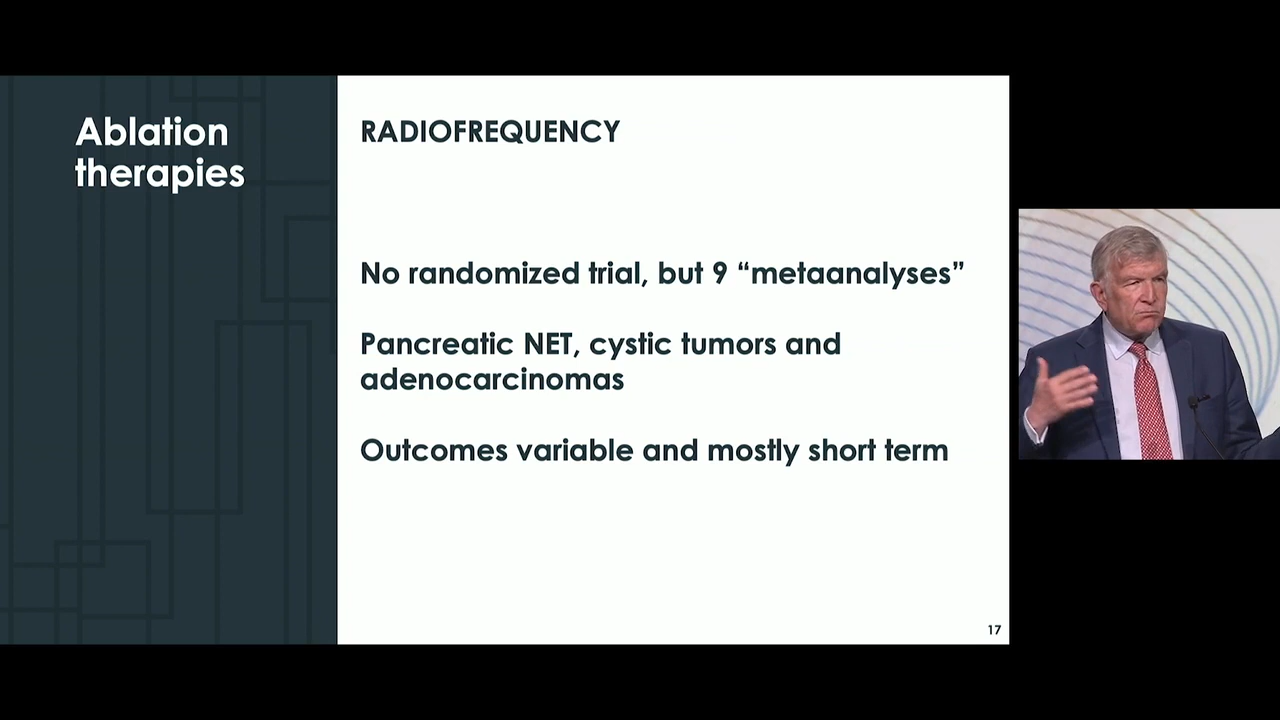 Ablation
therapies
RADIOFREQUENCY
No randomized trial, but 9 “metaanalyses”
Pancreatic NET, cystic tumors and
adenocarcinomas
Outcomes variable and mostly short term
17